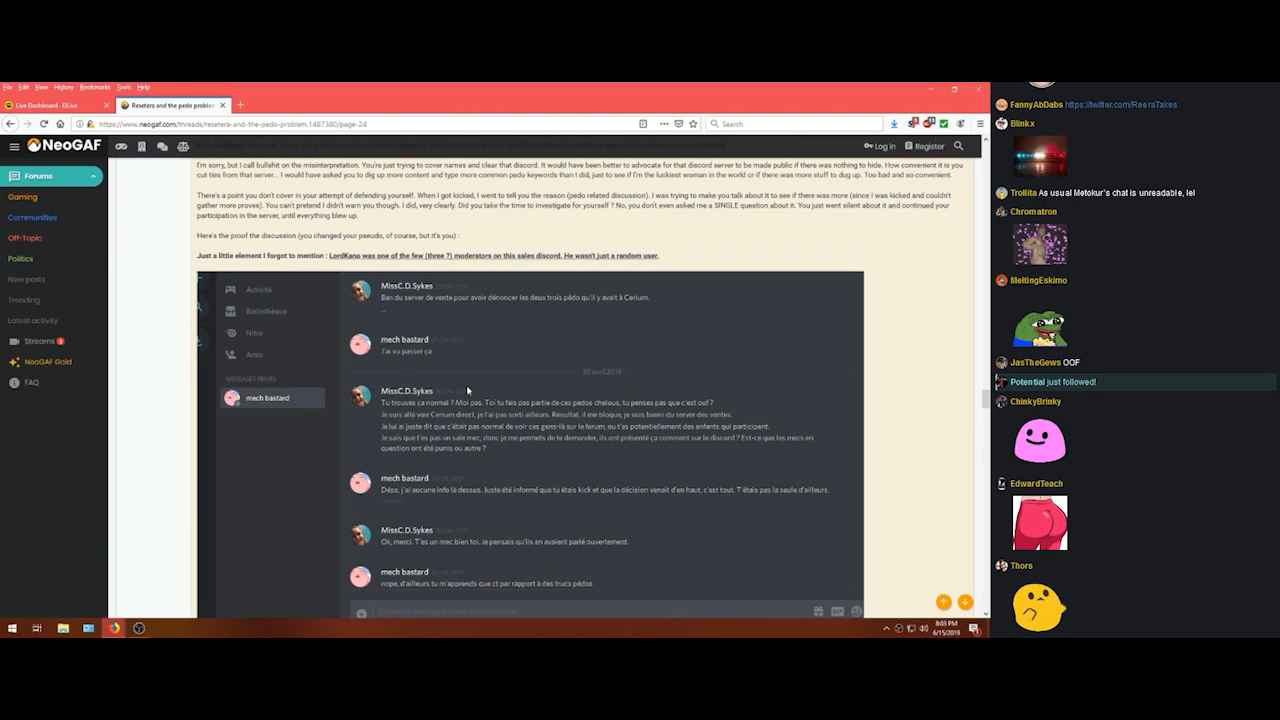 File Edit View History Bookmarks Tools Help
Live Dashboard - DLive
Resetera and the pedo problem
https://www.neogaf.com/threads/resetera-and-the-pedo-problem.1487380/page-24
Search
NeoGAF
Log in
Register
Forums
Gaming
Communities
Off-Topic
Politics
New posts
Trending
Latest activity
Streams
NeoGAF Gold
FAQ
I'm sorry, but I call bullshit on the misinterpretation. You're just trying to cover names and clear that discord. It would have been better to advocate for that discord server to be made public if there was nothing to hide. How convenient it is you
cut ties from that server... I would have asked you to dig up more content and type more common pedo keywords than I did, just to see if I'm the luckiest woman in the world or if there was more stuff to dug up. Too bad and so convenient.
There's a point you don't cover in your attempt of defending yourself. When I got kicked, I went to tell you the reason (pedo related discussion). I was trying to make you talk about it to see if there was more (since I was kicked and couldn't
gather more proves). You can't pretend I didn't warn you though. I did, very clearly. Did you take the time to investigate for yourself ? No, you don't even asked me a SINGLE question about it. You just went silent about it and continued your
participation in the server, until everything blew up.
Here's the proof the discussion (you changed your pseudo, of course, but it's you) :
Just a little element I forgot to mention : LordKano was one of the few (three ?) moderators on this sales discord. He wasn't just a random user.
Activité
Bibliothèque
Nitro
Amis
MESSAGES PRIVÉS
mech bastard
MissC.D.Sykes
Ban du server de vente pour avoir dénoncer les deux trois pédo qu'il y avait à Cerium.
...
mech bastard
J'ai vu passer ça
30 avril 2019
MissC.D.Sykes
Tu trouves ça normal ? Moi pas. Toi tu fais pas partie de ces pedos chelous, tu penses pas que c'est ouf ?
Je suis allé voir Cerium direct, je l'ai pas sorti ailleurs. Resultat, il me bloque, je suis banni du server des ventes.
Je lui ai juste dit que c'était pas normal de voir ces gens-là sur le forum, ou t'as potentiellement des enfants qui participent.
Je sais que t'es pas un sale mec, donc je me permets de te demander, ils ont présenté ça comment sur le discord ? Est-ce que les mecs en
question ont été punis ou autre ?
mech bastard
Déso, j'ai aucune info là dessus. Juste été informé que tu étais kick et que la décision venait d'en haut, c'est tout. T'étais pas la seule d'ailleurs.
MissC.D.Sykes
Ok, merci. T'es un mec bien toi. Je pensais qu'ils en avaient parlé ouvertement.
mech bastard
nope, d'ailleurs tu m'apprends que ct par rapport à des trucs pédos
GIF
8:03 PM
6/15/2019
FannyAbDabs https://twitter.com/ReeraTakes
Blinkx
Trollita As usual Metokur's chat is unreadable, lel
Chromatron
MeltingEskimo
JasTheGews OOF
Potential just followed!
ChinkyBrinky
EdwardTeach
Thors